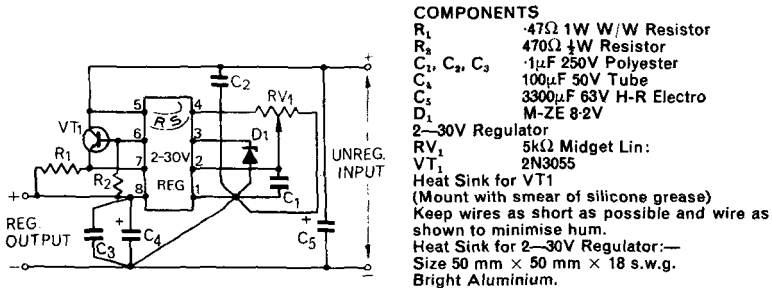 COMPONENTS
R₁ ·47Ω 1W W/W Resistor
R₂ 470Ω ½W Resistor
C₁, C₂, C₃ ·1μF 250V Polyester
C₄ 100μF 50V Tube
C₅ 3300μF 63V H-R Electro
D₁ M-ZE 8·2V
2—30V Regulator
RV₁ 5kΩ Midget Lin:
VT₁ 2N3055
Heat Sink for VT1
(Mount with smear of silicone grease)
Keep wires as short as possible and wire as
shown to minimise hum.
Heat Sink for 2—30V Regulator:—
Size 50 mm × 50 mm × 18 s.w.g.
Bright Aluminium.
+
C₂
5 4 RV₁
RS
VT₁ 6 3 D₁
R₁ 7 2-30V 2
UNREG.
INPUT
R₂ 8 REG 1
+
C₁
REG.
OUTPUT
+ +
C₃ C₄ C₅
− −